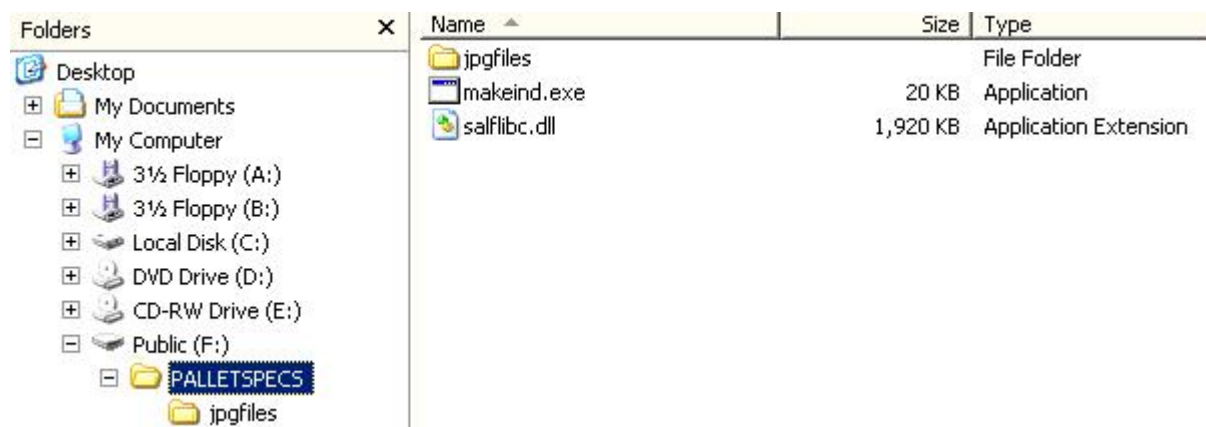 Folders
Desktop
My Documents
My Computer
3½ Floppy (A:)
3½ Floppy (B:)
Local Disk (C:)
DVD Drive (D:)
CD-RW Drive (E:)
Public (F:)
PALLETSPECS
jpgfiles
Name Size Type
jpgfiles File Folder
makeind.exe 20 KB Application
salflibc.dll 1,920 KB Application Extension